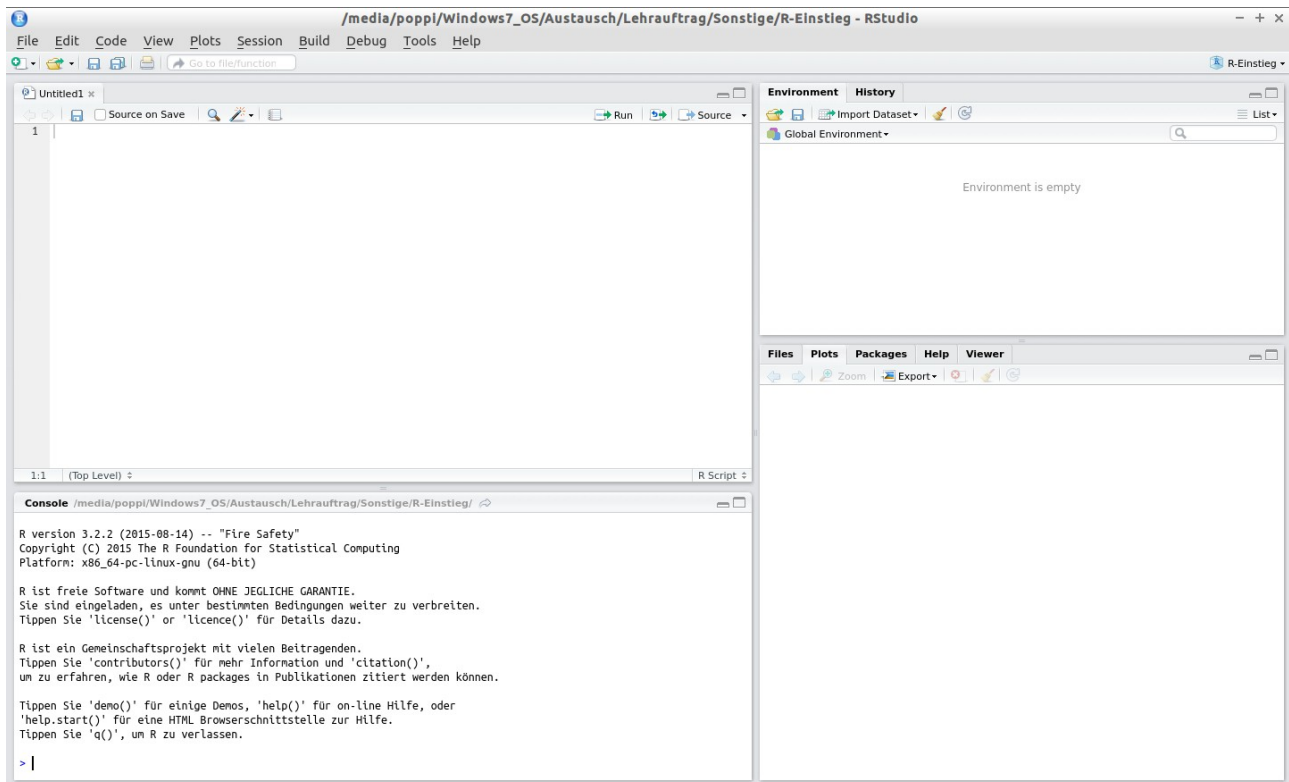 /media/poppi/Windows7_OS/Austausch/Lehrauftrag/Sonstige/R-Einstieg - RStudio
File Edit Code View Plots Session Build Debug Tools Help
Go to file/function
R-Einstieg
Untitled1
Source on Save
Run
Source
1
1:1 (Top Level)
R Script
Console /media/poppi/Windows7_OS/Austausch/Lehrauftrag/Sonstige/R-Einstieg/
R version 3.2.2 (2015-08-14) -- "Fire Safety"
Copyright (C) 2015 The R Foundation for Statistical Computing
Platform: x86_64-pc-linux-gnu (64-bit)
R ist freie Software und kommt OHNE JEGLICHE GARANTIE.
Sie sind eingeladen, es unter bestimmten Bedingungen weiter zu verbreiten.
Tippen Sie 'license()' or 'licence()' für Details dazu.
R ist ein Gemeinschaftsprojekt mit vielen Beitragenden.
Tippen Sie 'contributors()' für mehr Information und 'citation()',
um zu erfahren, wie R oder R packages in Publikationen zitiert werden können.
Tippen Sie 'demo()' für einige Demos, 'help()' für on-line Hilfe, oder
'help.start()' für eine HTML Browserschnittstelle zur Hilfe.
Tippen Sie 'q()', um R zu verlassen.
>
Environment History
Import Dataset
List
Global Environment
Environment is empty
Files Plots Packages Help Viewer
Zoom Export